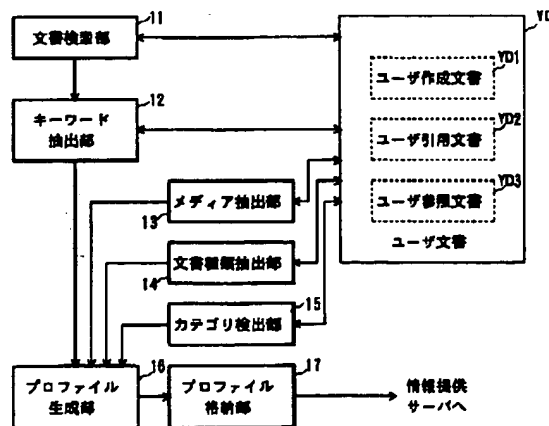 11
文書検索部
YD
YD1
ユーザ作成文書
12
キーワード
抽出部
YD2
ユーザ引用文書
YD3
ユーザ参照文書
ユーザ文書
メディア抽出部
13
文書種類抽出部
14
15
カテゴリ検出部
16
プロファイル
生成部
17
プロファイル
格納部
情報提供
サーバへ